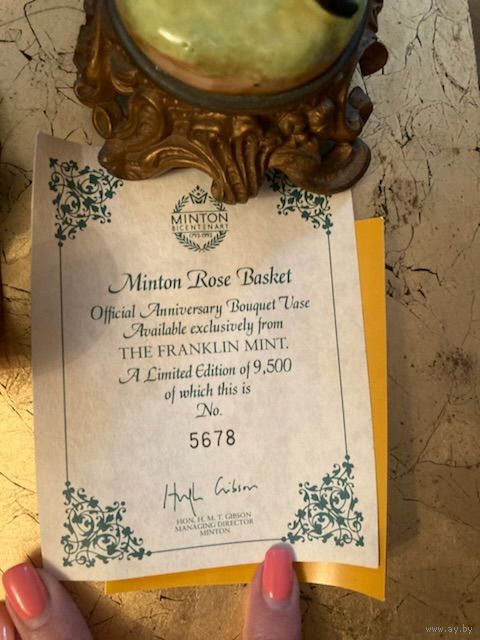 MINTON
BICENTENARY
1793-1993
Minton Rose Basket
Official Anniversary Bouquet Vase
Available exclusively from
THE FRANKLIN MINT.
A Limited Edition of 9,500
of which this is
No.
5678
Hugh Gibson
HON. H. M. T. GIBSON
MANAGING DIRECTOR
MINTON
www.ay.by